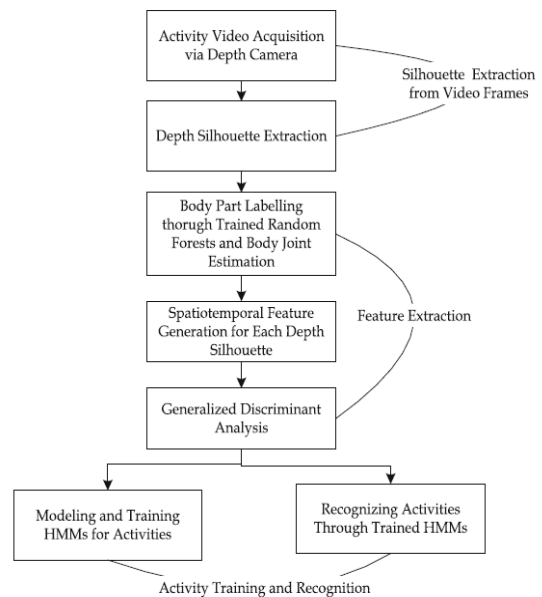 Activity Video Acquisition
via Depth Camera
Silhouette Extraction
from Video Frames
Depth Silhouette Extraction
Body Part Labelling
thorugh Trained Random
Forests and Body Joint
Estimation
Spatiotemporal Feature
Generation for Each Depth
Silhouette
Feature Extraction
Generalized Discriminant
Analysis
Modeling and Training
HMMs for Activities
Recognizing Activities
Through Trained HMMs
Activity Training and Recognition